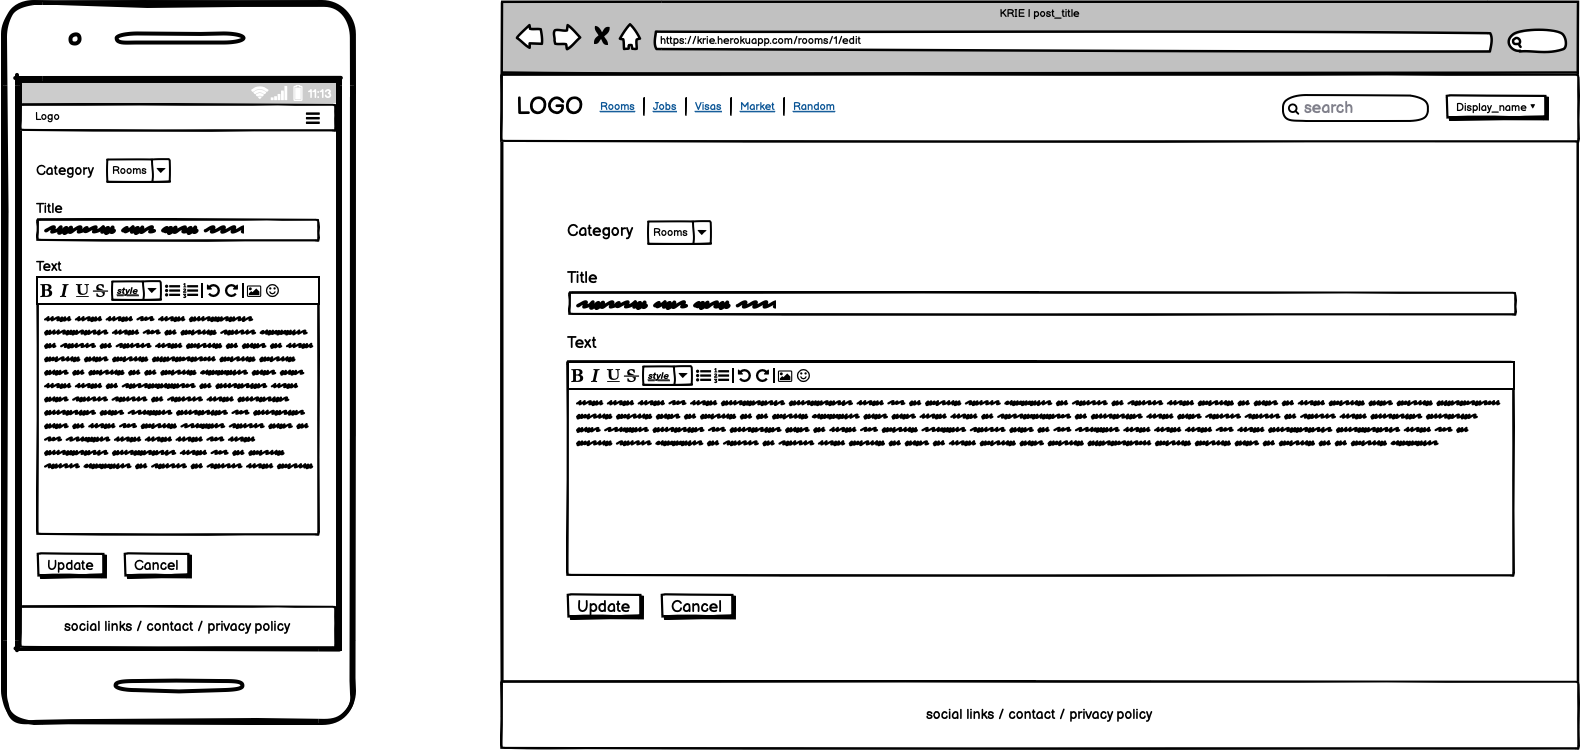 11:13
Logo
Category Rooms
Title
Text
B I U S style
Update Cancel
social links / contact / privacy policy
KRIE | post_title
https://krie.herokuapp.com/rooms/1/edit
LOGO Rooms | Jobs | Visas | Market | Random search Display_name
Category Rooms
Title
Text
B I U S style
Update Cancel
social links / contact / privacy policy